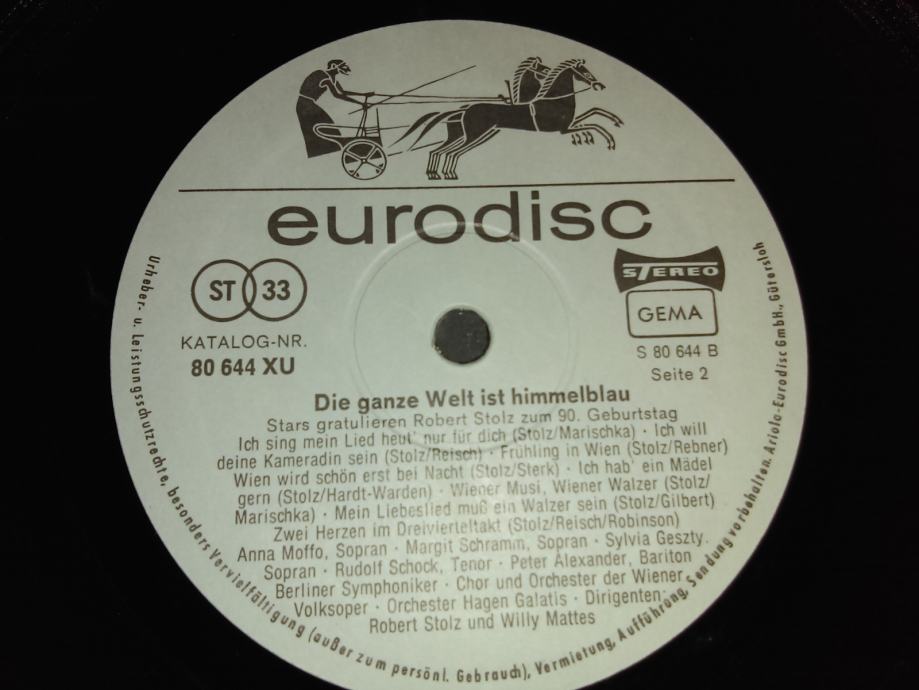 eurodisc
ST 33
STEREO
GEMA
KATALOG-NR.
80 644 XU
S 80 644 B
Seite 2
Die ganze Welt ist himmelblau
Stars gratulieren Robert Stolz zum 90. Geburtstag
Ich sing mein Lied heut' nur für dich (Stolz/Marischka) · Ich will
deine Kameradin sein (Stolz/Reisch) · Frühling in Wien (Stolz/Rebner)
Wien wird schön erst bei Nacht (Stolz/Sterk) · Ich hab' ein Mädel
gern (Stolz/Hardt-Warden) · Wiener Musi, Wiener Walzer (Stolz/
Marischka) · Mein Liebeslied muß ein Walzer sein (Stolz/Gilbert)
Zwei Herzen im Dreivierteltakt (Stolz/Reisch/Robinson)
Anna Moffo, Sopran · Margit Schramm, Sopran · Sylvia Geszty.
Sopran · Rudolf Schock, Tenor · Peter Alexander, Bariton
Berliner Symphoniker · Chor und Orchester der Wiener
Volksoper · Orchester Hagen Galatis · Dirigenten:
Robert Stolz und Willy Mattes
Urheber- u. Leistungsschutzrechte, besonders Vervielfältigung (außer zum persönl. Gebrauch), Vermietung, Aufführung, Sendung vorbehalten. Ariola-Eurodisc GmbH., Gütersloh